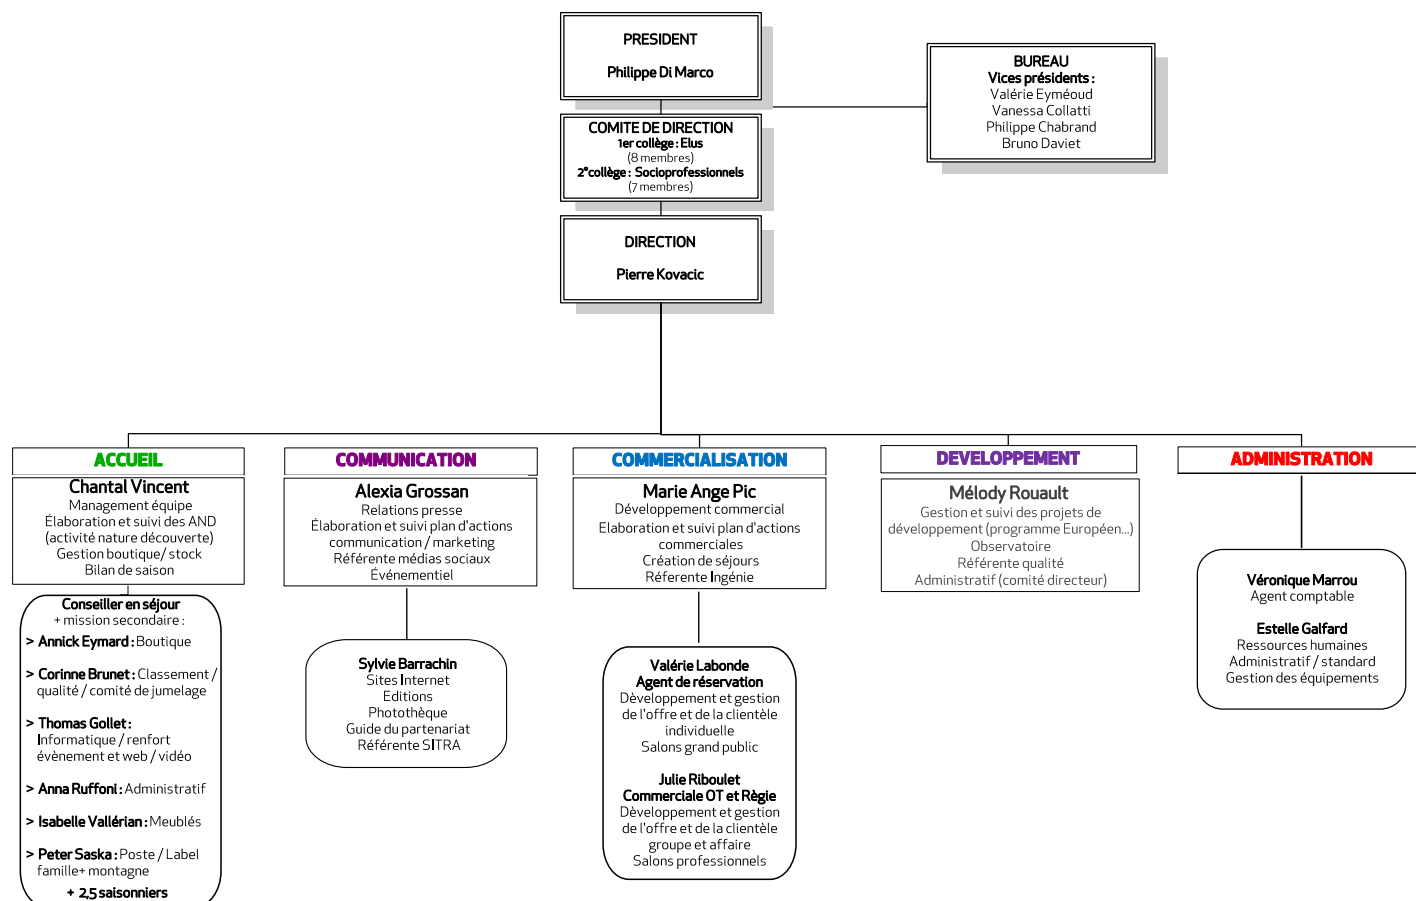 PRESIDENT
Philippe Di Marco
BUREAU
Vices présidents :
Valérie Eyméoud
Vanessa Collatti
Philippe Chabrand
Bruno Daviet
COMITE DE DIRECTION
1er collège : Elus
(8 membres)
2°collège : Socioprofessionnels
(7 membres)
DIRECTION
Pierre Kovacic
ACCUEIL
Chantal Vincent
Management équipe
Élaboration et suivi des AND
(activité nature découverte)
Gestion boutique/ stock
Bilan de saison
Conseiller en séjour
+ mission secondaire :
> Annick Eymard : Boutique
> Corinne Brunet : Classement /
qualité / comité de jumelage
> Thomas Gollet :
Informatique / renfort
évènement et web / vidéo
> Anna Ruffoni : Administratif
> Isabelle Vallérian : Meublés
> Peter Saska : Poste / Label
famille+ montagne
+ 2,5 saisonniers
COMMUNICATION
Alexia Grossan
Relations presse
Élaboration et suivi plan d'actions
communication / marketing
Référente médias sociaux
Événementiel
Sylvie Barrachin
Sites Internet
Editions
Photothèque
Guide du partenariat
Référente SITRA
COMMERCIALISATION
Marie Ange Pic
Développement commercial
Elaboration et suivi plan d'actions
commerciales
Création de séjours
Réferente Ingénie
Valérie Labonde
Agent de réservation
Dèveloppement et gestion
de l'offre et de la clientèle
individuelle
Salons grand public
Julie Riboulet
Commerciale OT et Règie
Dèveloppement et gestion
de l'offre et de la clientèle
groupe et affaire
Salons professionnels
DEVELOPPEMENT
Mélody Rouault
Gestion et suivi des projets de
développement (programme Européen...)
Observatoire
Référente qualité
Administratif (comité directeur)
ADMINISTRATION
Véronique Marrou
Agent comptable
Estelle Galfard
Ressources humaines
Administratif / standard
Gestion des équipements